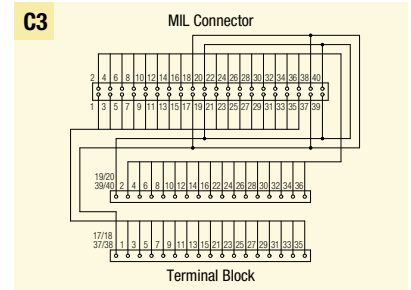 C3
MIL Connector
2 4 6 8 10 12 14 16 18 20 22 24 26 28 30 32 34 36 38 40
1 3 5 7 9 11 13 15 17 19 21 23 25 27 29 31 33 35 37 39
19/20
39/40 2 4 6 8 10 12 14 16 22 24 26 28 30 32 34 36
17/18
37/38 1 3 5 7 9 11 13 15 21 23 25 27 29 31 33 35
Terminal Block